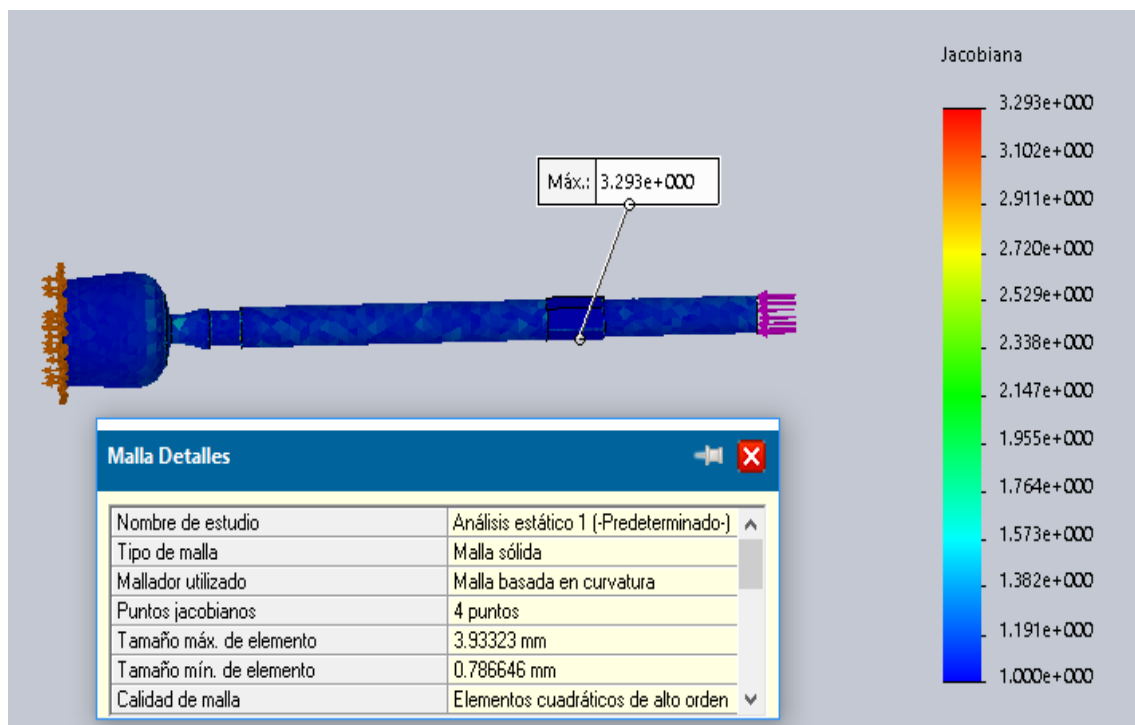 Jacobiana
3.293e+000
3.102e+000
2.911e+000
2.720e+000
2.529e+000
2.338e+000
2.147e+000
1.955e+000
1.764e+000
1.573e+000
1.382e+000
1.191e+000
1.000e+000
Máx.: 3.293e+000
Malla Detalles
Nombre de estudio Análisis estático 1 (-Predeterminado-)
Tipo de malla Malla sólida
Mallador utilizado Malla basada en curvatura
Puntos jacobianos 4 puntos
Tamaño máx. de elemento 3.93323 mm
Tamaño mín. de elemento 0.786646 mm
Calidad de malla Elementos cuadráticos de alto orden